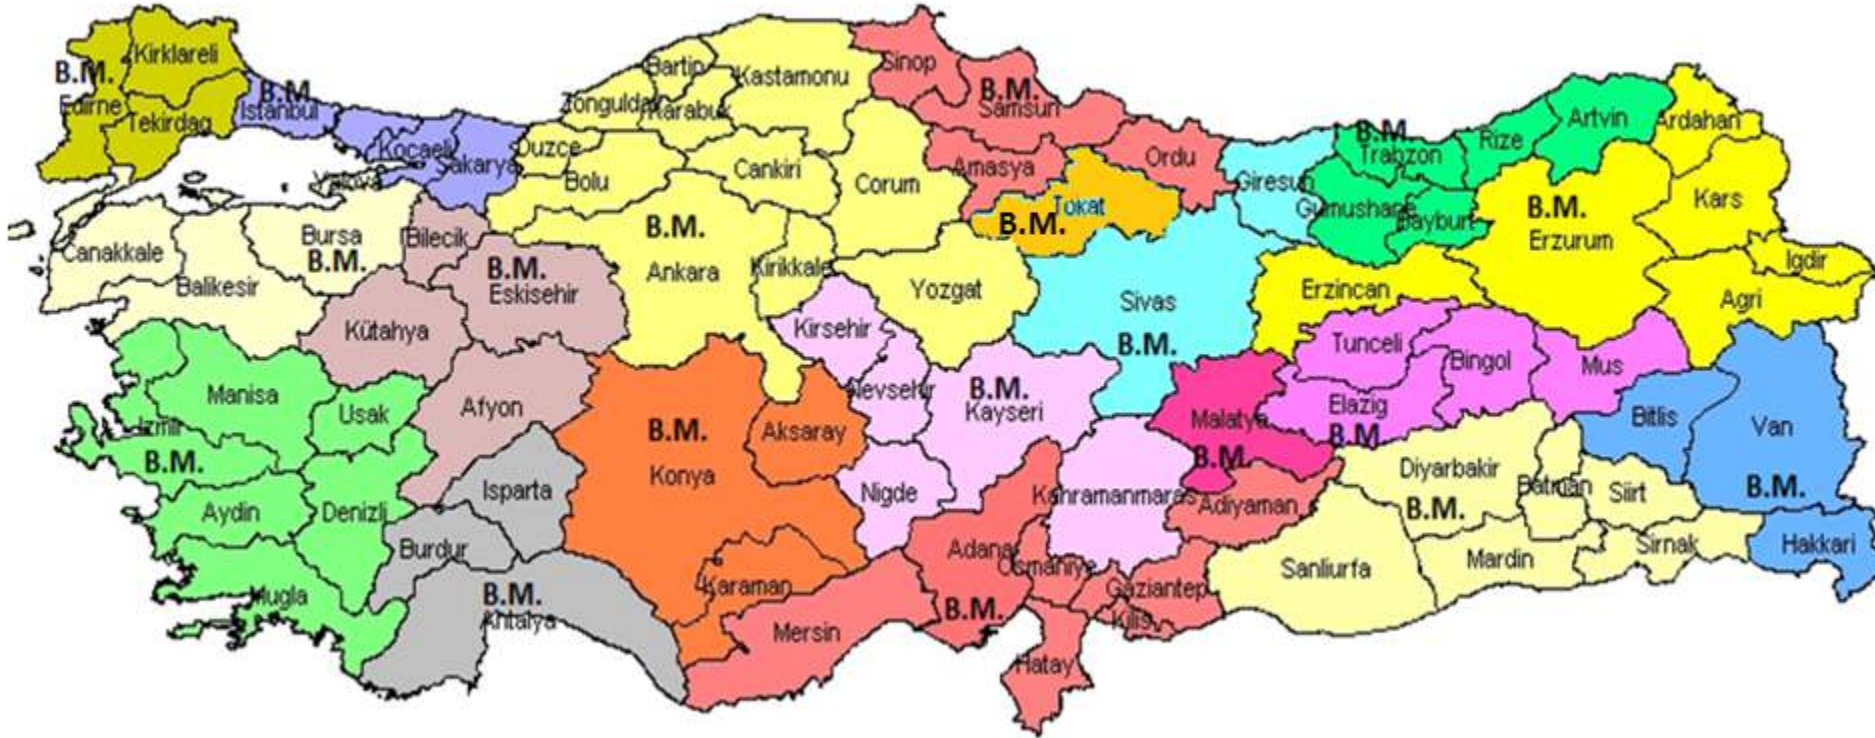 Kirklareli
B.M.
Edirne
Tekirdag
B.M.
Istanbul
Kocaeli
Sakarya
Yalova
Duzce
Bolu
Zonguldak
Bartin
Karabuk
Kastamonu
Cankiri
Corum
Sinop
B.M.
Samsun
Amasya
Ordu
Tokat
B.M.
Giresun
B.M.
Trabzon
Rize
Artvin
Gumushane
Bayburt
Ardahan
Kars
B.M.
Erzurum
Igdir
Agri
Erzincan
Canakkale
Balikesir
Bursa
B.M.
Bilecik
B.M.
Eskisehir
Kütahya
Afyon
B.M.
Ankara
Kirikkale
Yozgat
Sivas
B.M.
Kirsehir
Nevsehir
B.M.
Kayseri
Nigde
Kahramanmaras
Malatya
B.M.
Tunceli
Bingol
Mus
Elazig
B.M.
Bitlis
Van
B.M.
Hakkari
Manisa
Usak
Izmir
B.M.
Aydin
Denizli
Mugla
Isparta
Burdur
B.M.
Antalya
B.M.
Konya
Aksaray
Karaman
Mersin
Adana
B.M.
Osmaniye
Hatay
Gaziantep
Kilis
Adiyaman
Diyarbakir
B.M.
Batman
Siirt
Sirnak
Mardin
Sanliurfa